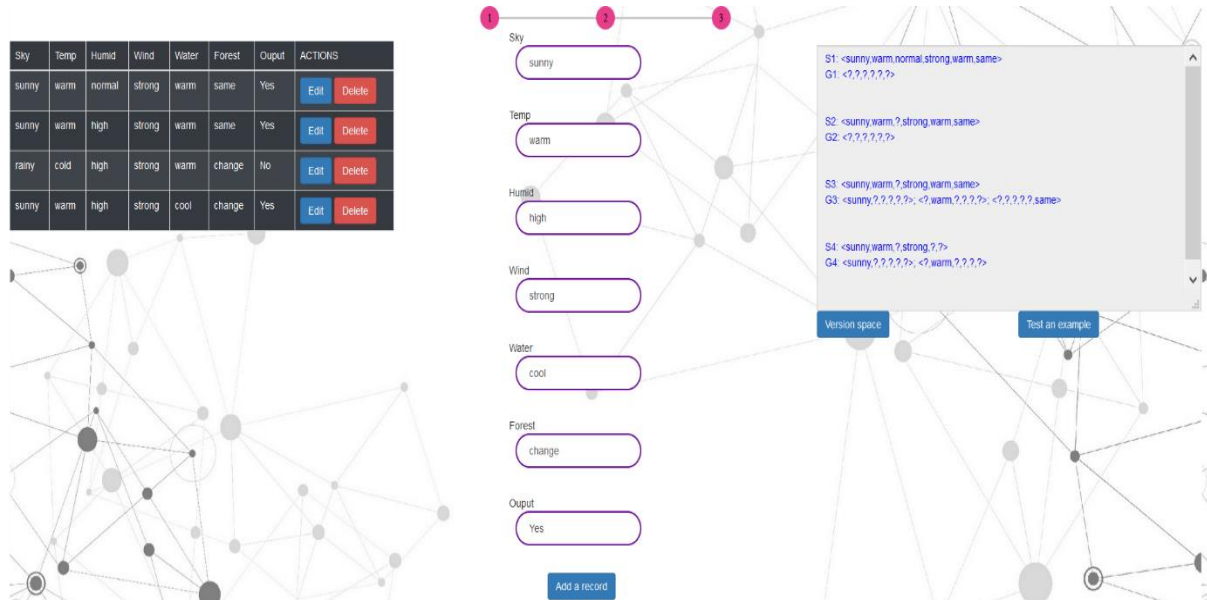 Sky Temp Humid Wind Water Forest Ouput ACTIONS
sunny warm normal strong warm same Yes Edit Delete
sunny warm high strong warm same Yes Edit Delete
rainy cold high strong warm change No Edit Delete
sunny warm high strong cool change Yes Edit Delete
1 2 3
Sky
sunny
Temp
warm
Humid
high
Wind
strong
Water
cool
Forest
change
Ouput
Yes
Add a record
S1: <sunny,warm,normal,strong,warm,same>
G1: <?,?,?,?,?,?>
S2: <sunny,warm,?,strong,warm,same>
G2: <?,?,?,?,?,?>
S3: <sunny,warm,?,strong,warm,same>
G3: <sunny,?,?,?,?,?>; <?,warm,?,?,?,?>; <?,?,?,?,?,same>
S4: <sunny,warm,?,strong,?,?>
G4: <sunny,?,?,?,?,?>; <?,warm,?,?,?,?>
Version space Test an example